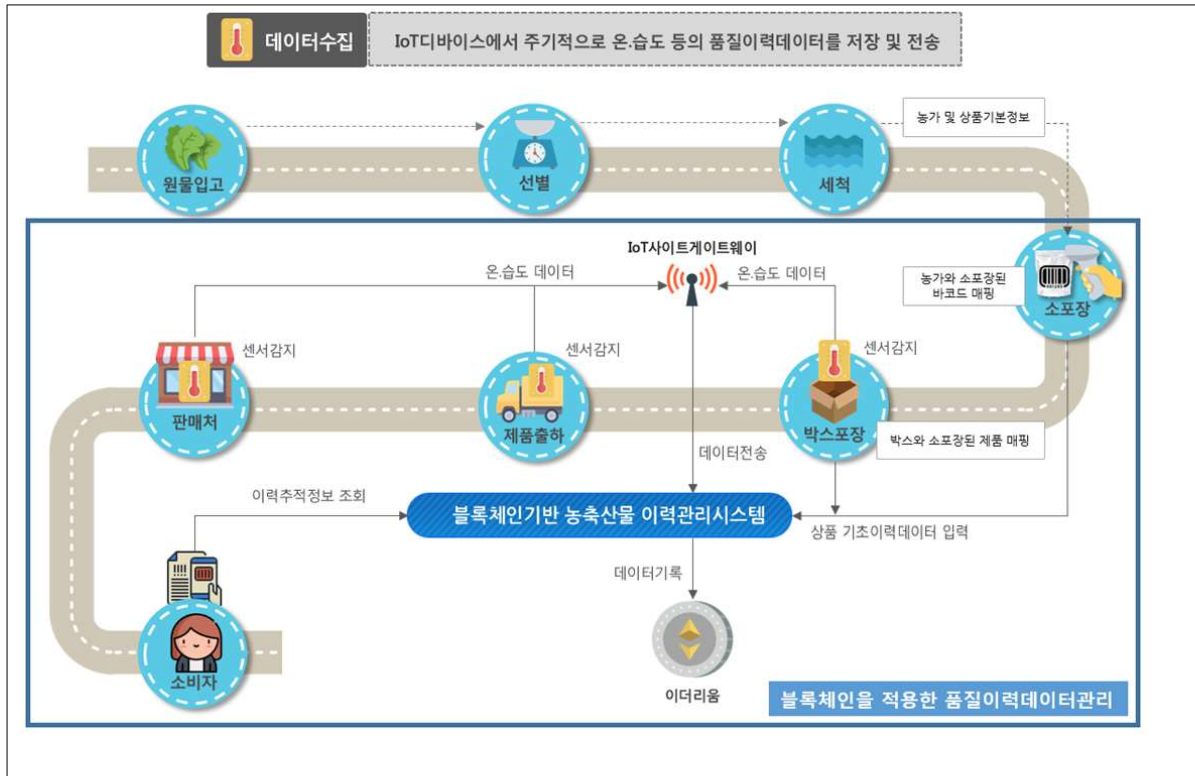 데이터수집
IoT디바이스에서 주기적으로 온.습도 등의 품질이력데이터를 저장 및 전송
원물입고
선별
세척
농가 및 상품기본정보
IoT사이트게이트웨이
온.습도 데이터
온.습도 데이터
농가와 소포장된
바코드 매핑
소포장
센서감지
센서감지
센서감지
판매처
제품출하
박스포장
박스와 소포장된 제품 매핑
데이터전송
이력추적정보 조회
블록체인기반 농축산물 이력관리시스템
상품 기초이력데이터 입력
데이터기록
소비자
이더리움
블록체인을 적용한 품질이력데이터관리